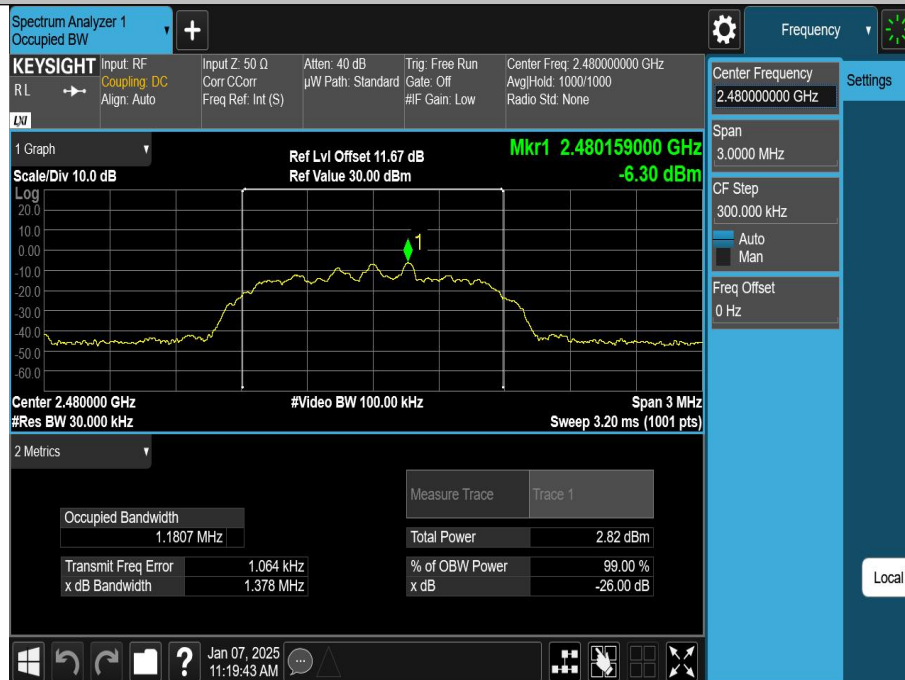 Spectrum Analyzer 1
Occupied BW
+
Frequency
KEYSIGHT
RL
LXI
Input: RF
Coupling: DC
Align: Auto
Input Z: 50 Ω
Corr CCorr
Freq Ref: Int (S)
Atten: 40 dB
µW Path: Standard
Trig: Free Run
Gate: Off
#IF Gain: Low
Center Freq: 2.480000000 GHz
Avg|Hold: 1000/1000
Radio Std: None
Center Frequency
2.480000000 GHz
Settings
Span
3.0000 MHz
CF Step
300.000 kHz
Auto
Man
Freq Offset
0 Hz
1 Graph
Scale/Div 10.0 dB
Ref Lvl Offset 11.67 dB
Ref Value 30.00 dBm
Mkr1 2.480159000 GHz
-6.30 dBm
Log
20.0
10.0
0.00
-10.0
-20.0
-30.0
-40.0
-50.0
-60.0
1
Center 2.480000 GHz
#Video BW 100.00 kHz
Span 3 MHz
#Res BW 30.000 kHz
Sweep 3.20 ms (1001 pts)
2 Metrics
Measure Trace Trace 1
Occupied Bandwidth
1.1807 MHz
Total Power 2.82 dBm
Transmit Freq Error 1.064 kHz
% of OBW Power 99.00 %
x dB Bandwidth 1.378 MHz
x dB -26.00 dB
Local
?
Jan 07, 2025
11:19:43 AM